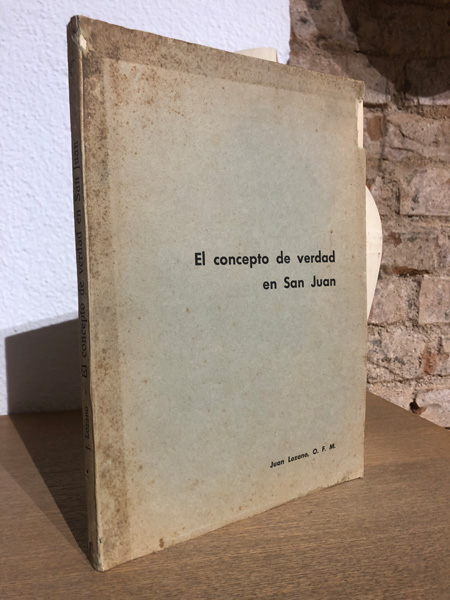 El concepto de verdad
en San Juan
Juan Lozano, O. F. M.
El concepto de verdad en San Juan